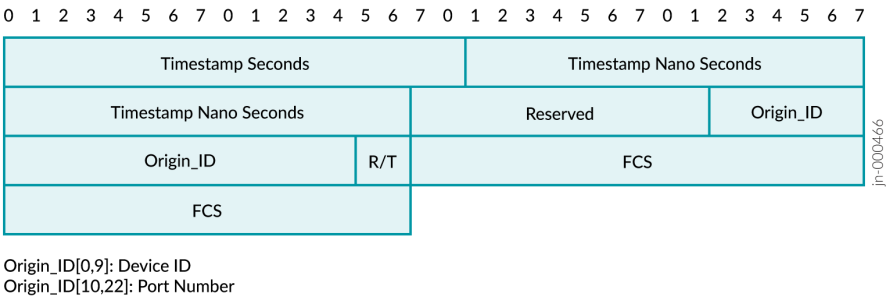 0 1 2 3 4 5 6 7 0 1 2 3 4 5 6 7 0 1 2 3 4 5 6 7 0 1 2 3 4 5 6 7
Timestamp Seconds Timestamp Nano Seconds
Timestamp Nano Seconds Reserved Origin_ID
Origin_ID R/T FCS
FCS
jn-000466
Origin_ID[0,9]: Device ID
Origin_ID[10,22]: Port Number